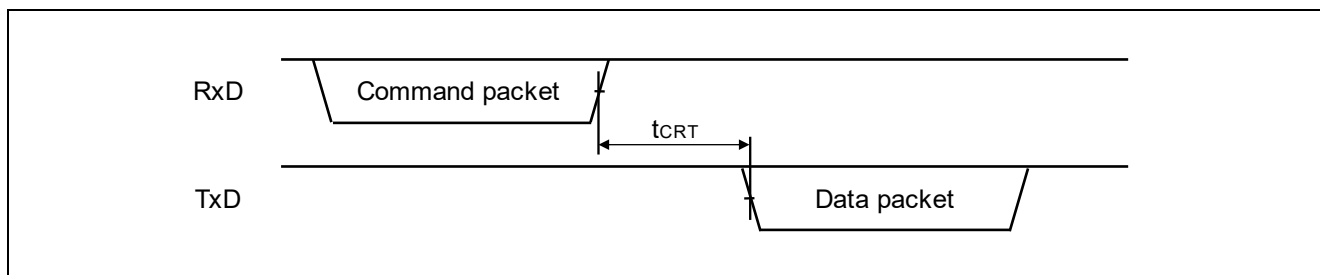 RxD
Command packet
tCRT
TxD
Data packet